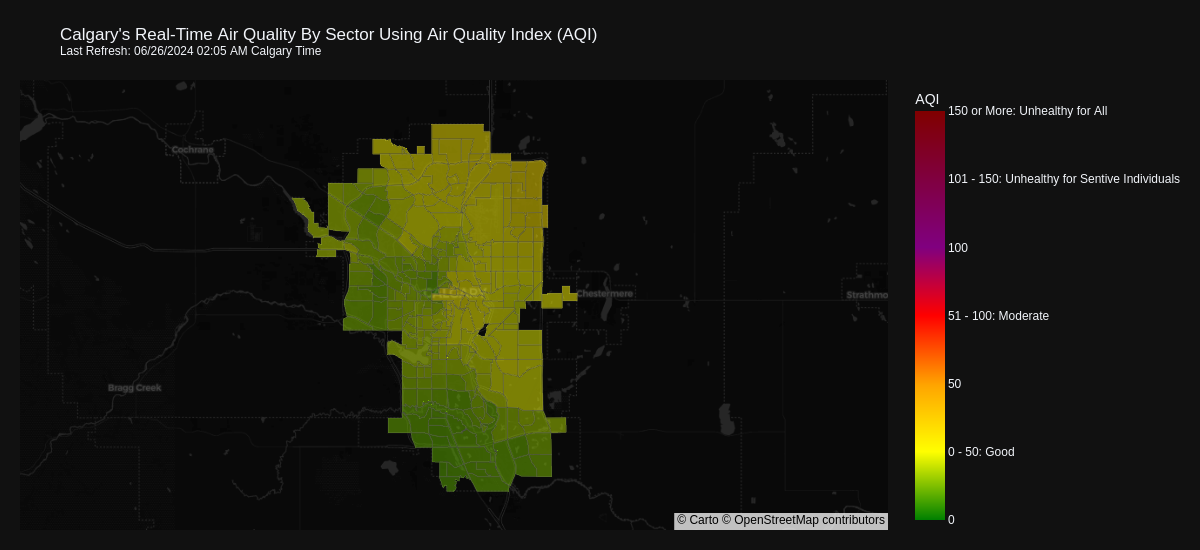 Calgary's Real-Time Air Quality By Sector Using Air Quality Index (AQI)
Last Refresh: 06/26/2024 02:05 AM Calgary Time
AQI
150 or More: Unhealthy for All
101 - 150: Unhealthy for Sentive Individuals
100
51 - 100: Moderate
50
0 - 50: Good
0
Cochrane
Chestermere
Strathmo
Bragg Creek
© Carto © OpenStreetMap contributors